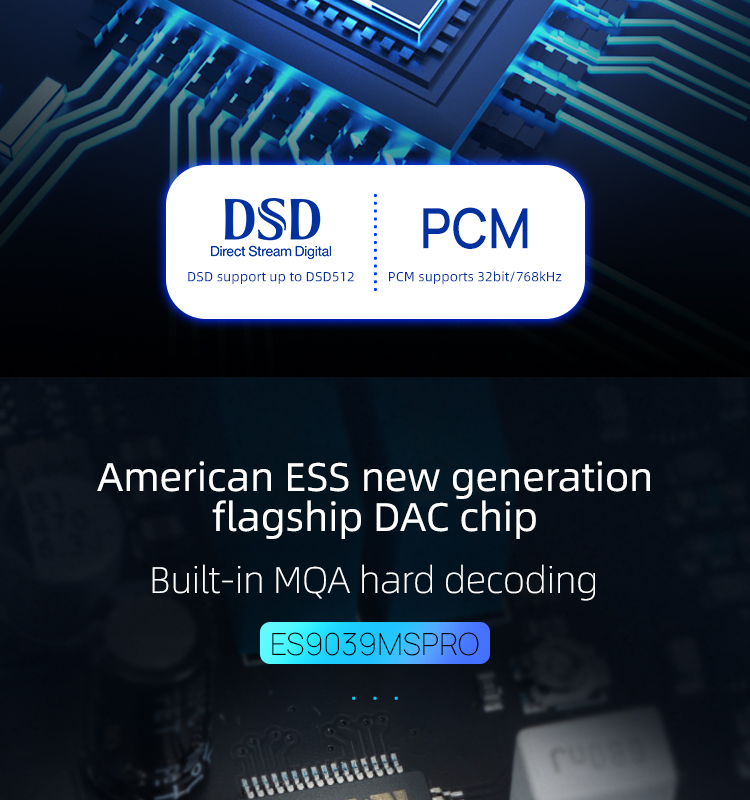 DSD
Direct Stream Digital
DSD support up to DSD512
PCM
PCM supports 32bit/768kHz
American ESS new generation
flagship DAC chip
Built-in MQA hard decoding
ES9039MSPRO